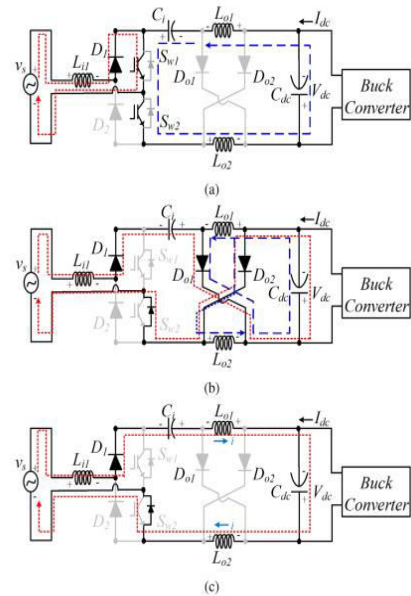 Ci Lo1 Idc
vs Li1 D1 Sw1 Do1 Do2 Cdc Vdc Buck Converter
D2 Sw2
Lo2
(a)
Ci Lo1 Idc
vs Li1 D1 Sw1 Do1 Do2 Cdc Vdc Buck Converter
D2 Sw2
Lo2
(b)
Ci Lo1 Idc
i
vs Li1 D1 Sw1 Do1 Do2 Cdc Vdc Buck Converter
D2 Sw2
i
Lo2
(c)